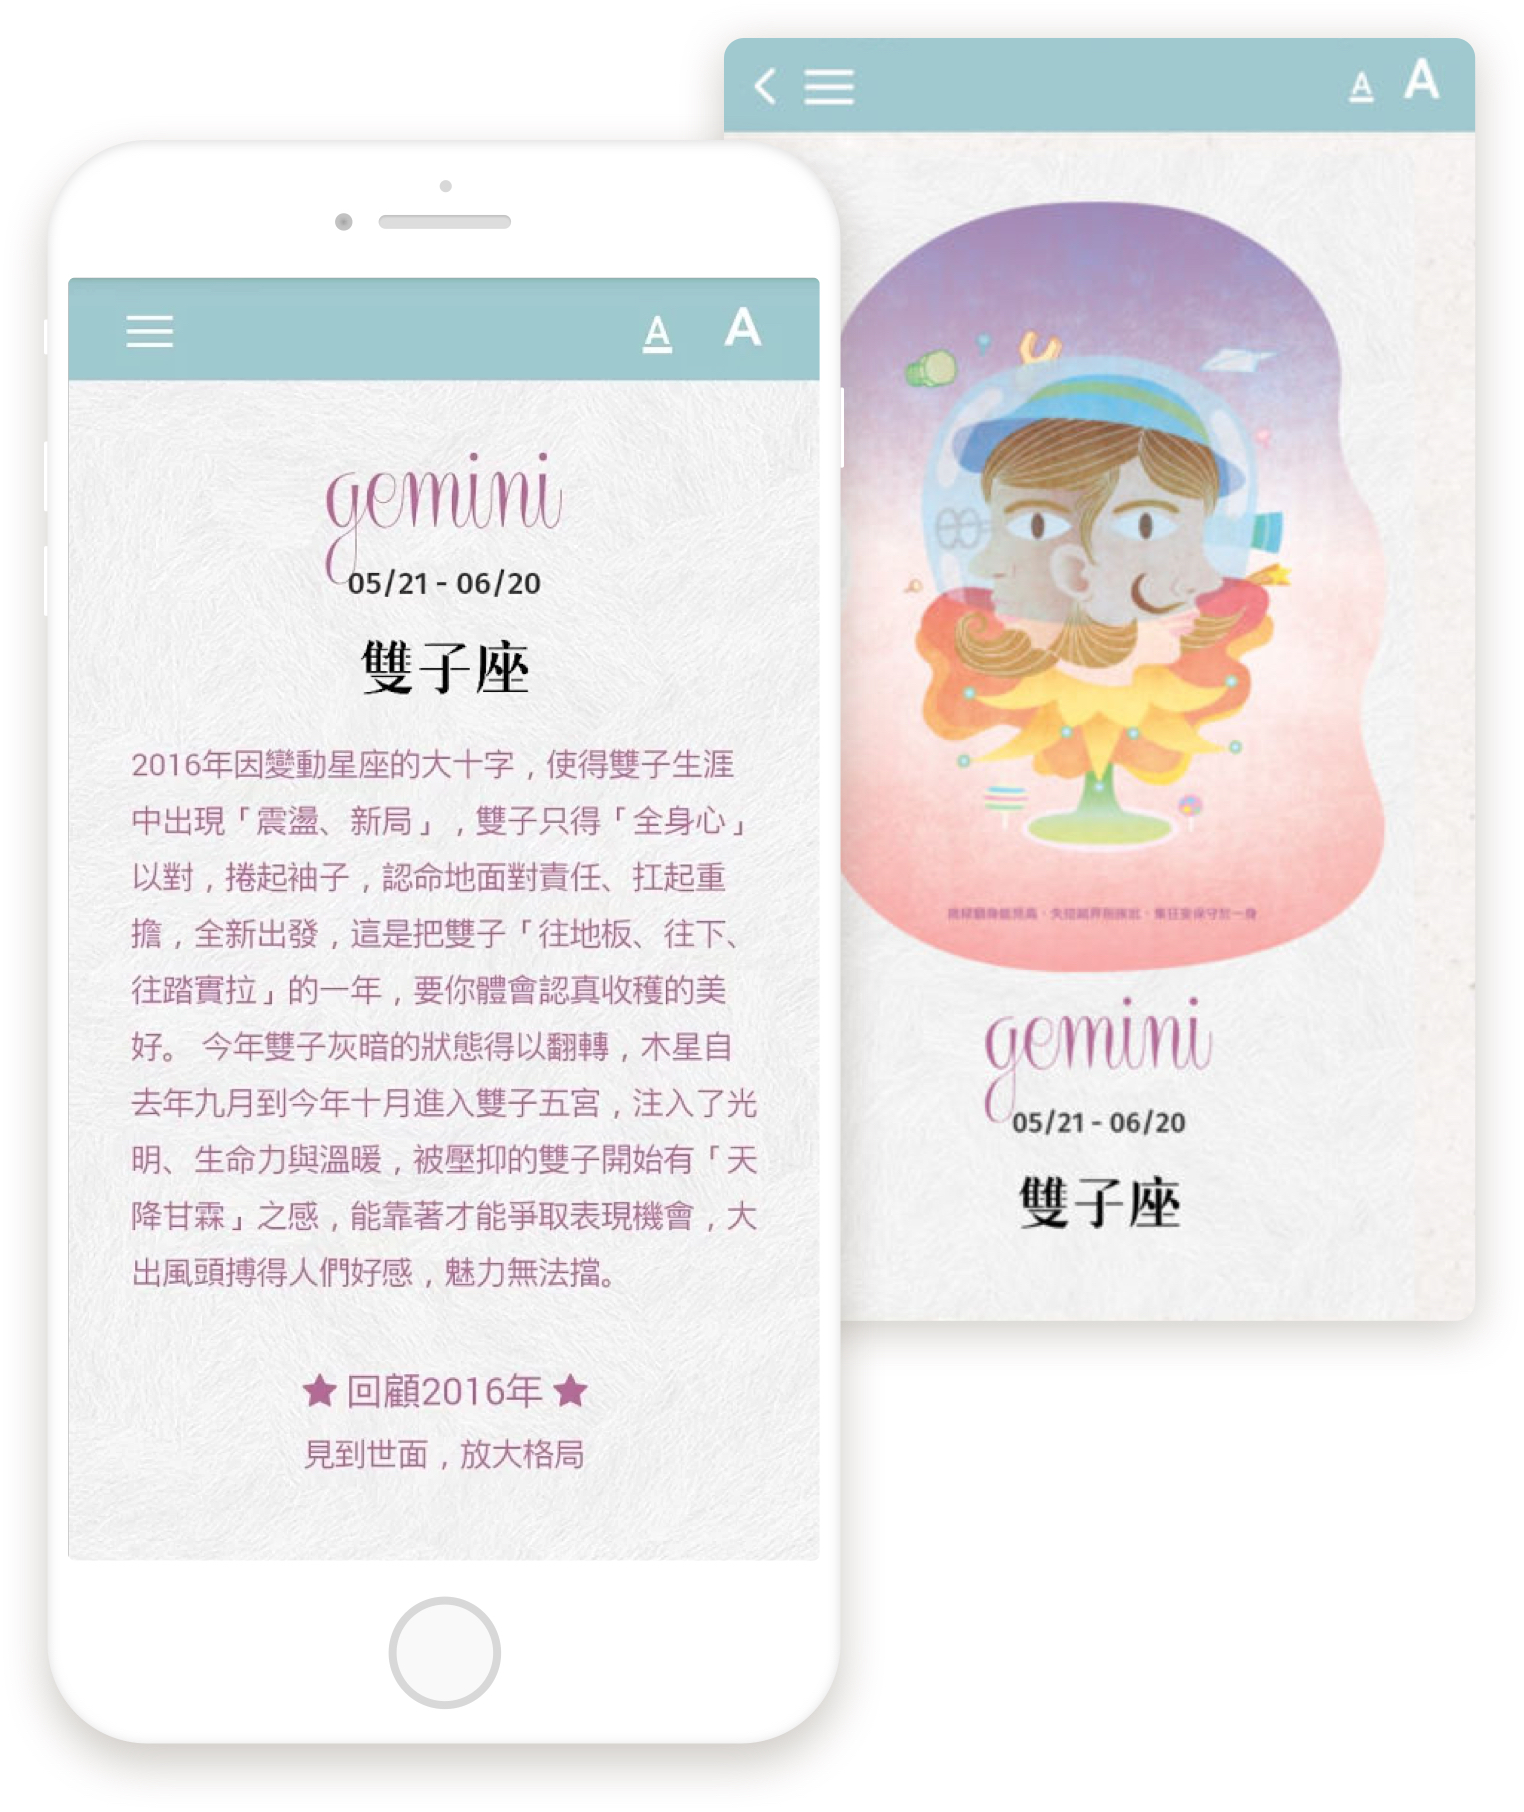 A A
gemini
05/21 - 06/20
雙子座
2016年因變動星座的大十字，使得雙子生涯
中出現「震盪、新局」，雙子只得「全身心」
以對，捲起袖子，認命地面對責任、扛起重
擔，全新出發，這是把雙子「往地板、往下、
往踏實拉」的一年，要你體會認真收穫的美
好。 今年雙子灰暗的狀態得以翻轉，木星自
去年九月到今年十月進入雙子五宮，注入了光
明、生命力與溫暖，被壓抑的雙子開始有「天
降甘霖」之感，能靠著才能爭取表現機會，大
出風頭搏得人們好感，魅力無法擋。
★ 回顧2016年 ★
見到世面，放大格局
A A
gemini
05/21 - 06/20
雙子座